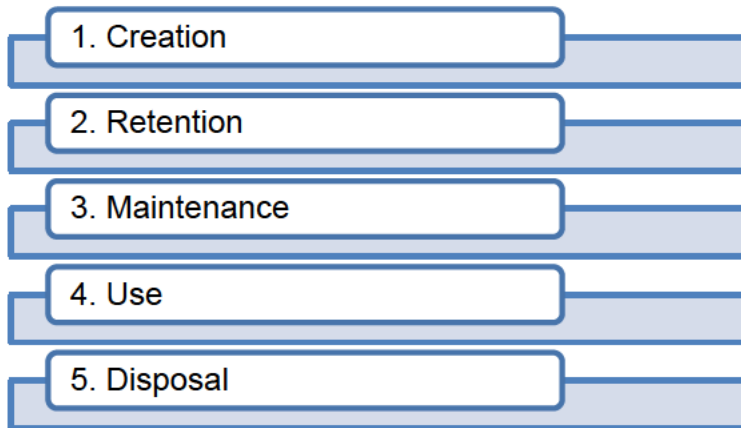 1. Creation
2. Retention
3. Maintenance
4. Use
5. Disposal